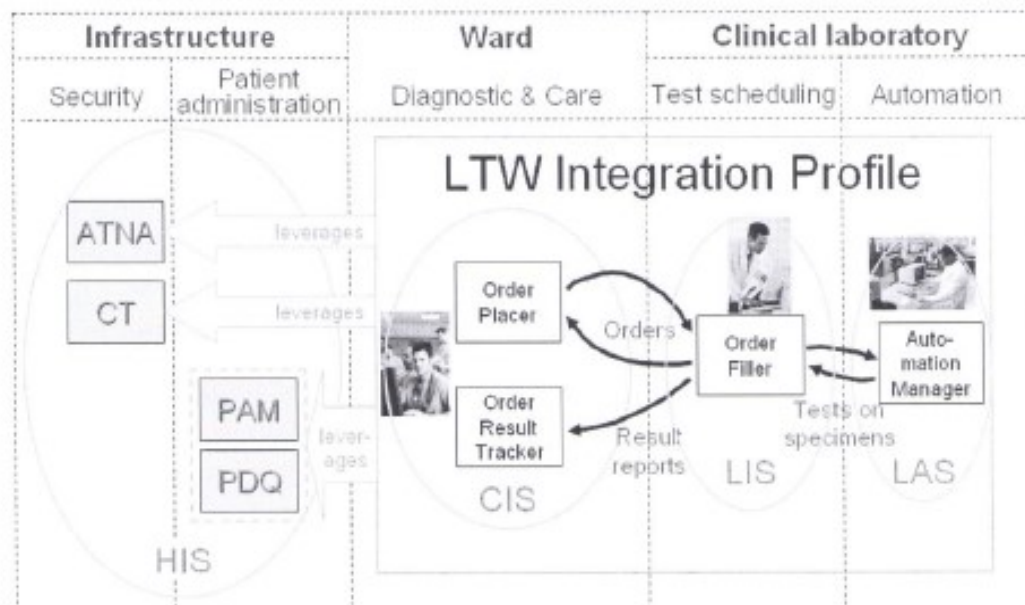 Infrastructure
Ward
Clinical laboratory
Security
Patient
administration
Diagnostic & Care
Test scheduling
Automation
LTW Integration Profile
ATNA
leverages
CT
leverages
PAM
PDQ
lever-
ages
HIS
Order
Placer
Orders
Order
Result
Tracker
Result
reports
CIS
Order
Filler
LIS
Auto-
mation
Manager
Tests on
specimens
LAS